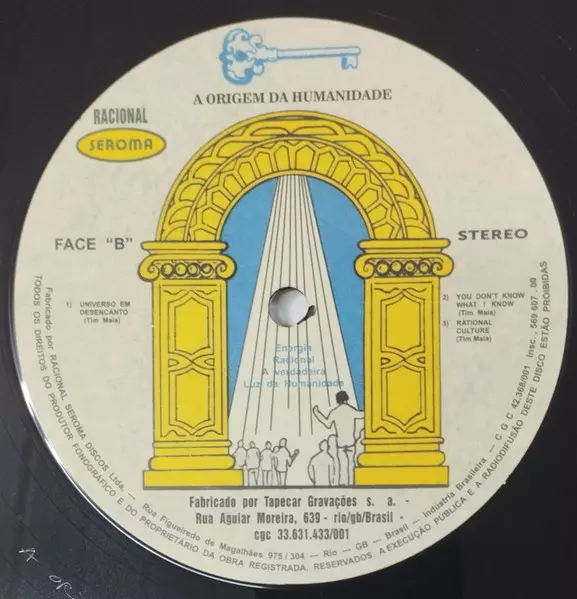 A ORIGEM DA HUMANIDADE
RACIONAL
SEROMA
FACE "B"
STEREO
1) UNIVERSO EM
DESENCANTO
(Tim Maia)
2) YOU DON'T KNOW
WHAT I KNOW
(Tim Maia)
3) RATIONAL
CULTURE
(Tim Maia)
Energia
Racional
A verdadeira
Luz da Humanidade
Fabricado por Tapecar Gravações s. a. -
Rua Aguiar Moreira, 639 - rio/gb/Brasil -
cgc 33.631.433/001
Fabricado por RACIONAL SEROMA DISCOS Ltda. — Rua Figueiredo de Magalhães 975 / 304 — Rio — GB — Brasil — Indústria Brasileira — C G C 42.368/001 Insc. 569 607 . 00
TODOS OS DIREITOS DO PRODUTOR FONOGRÁFICO E DO PROPRIETÁRIO DA OBRA REGISTRADA, RESERVADOS. A EXECUÇÃO PÚBLICA E A RADIODIFUSÃO DESTE DISCO ESTÃO PROIBIDAS